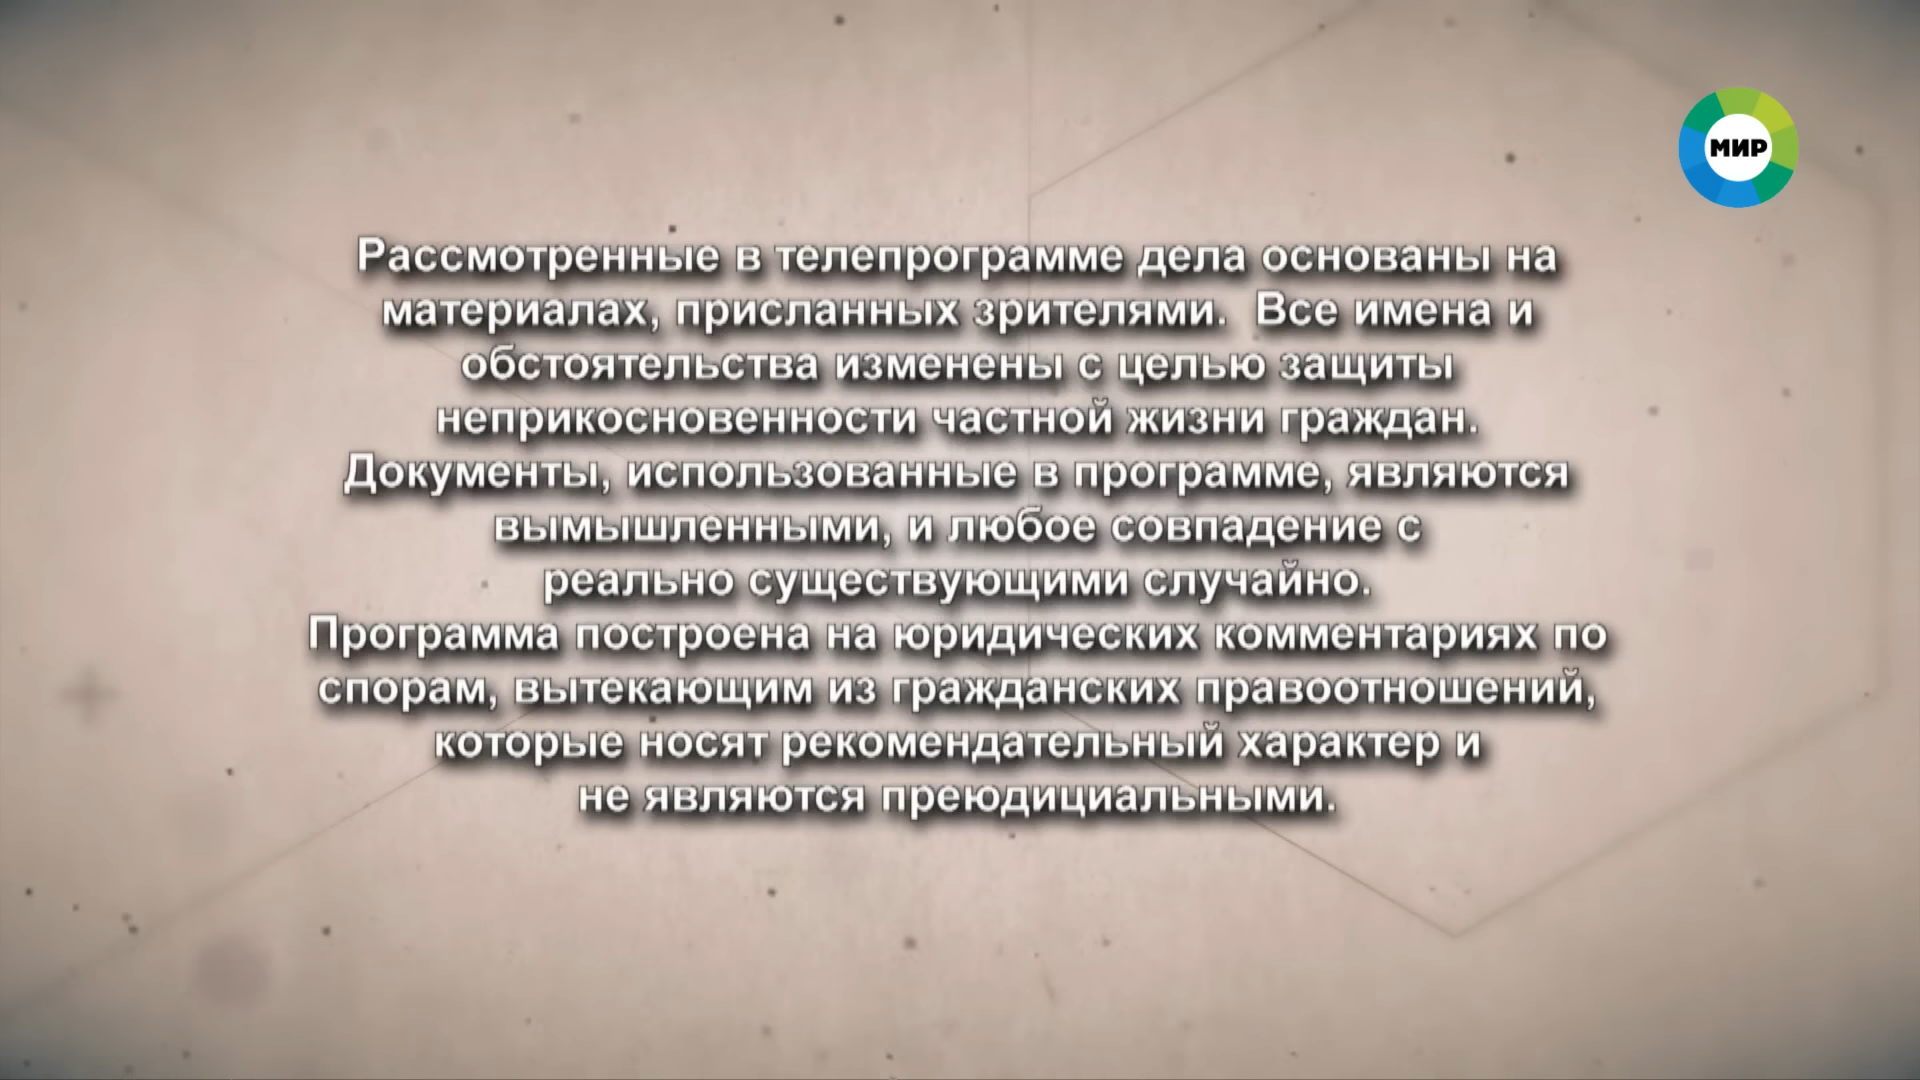 МИР
Рассмотренные в телепрограмме дела основаны на
материалах, присланных зрителями.  Все имена и
обстоятельства изменены с целью защиты
неприкосновенности частной жизни граждан.
Документы, использованные в программе, являются
вымышленными, и любое совпадение с
реально существующими случайно.
Программа построена на юридических комментариях по
спорам, вытекающим из гражданских правоотношений,
которые носят рекомендательный характер и
не являются преюдициальными.